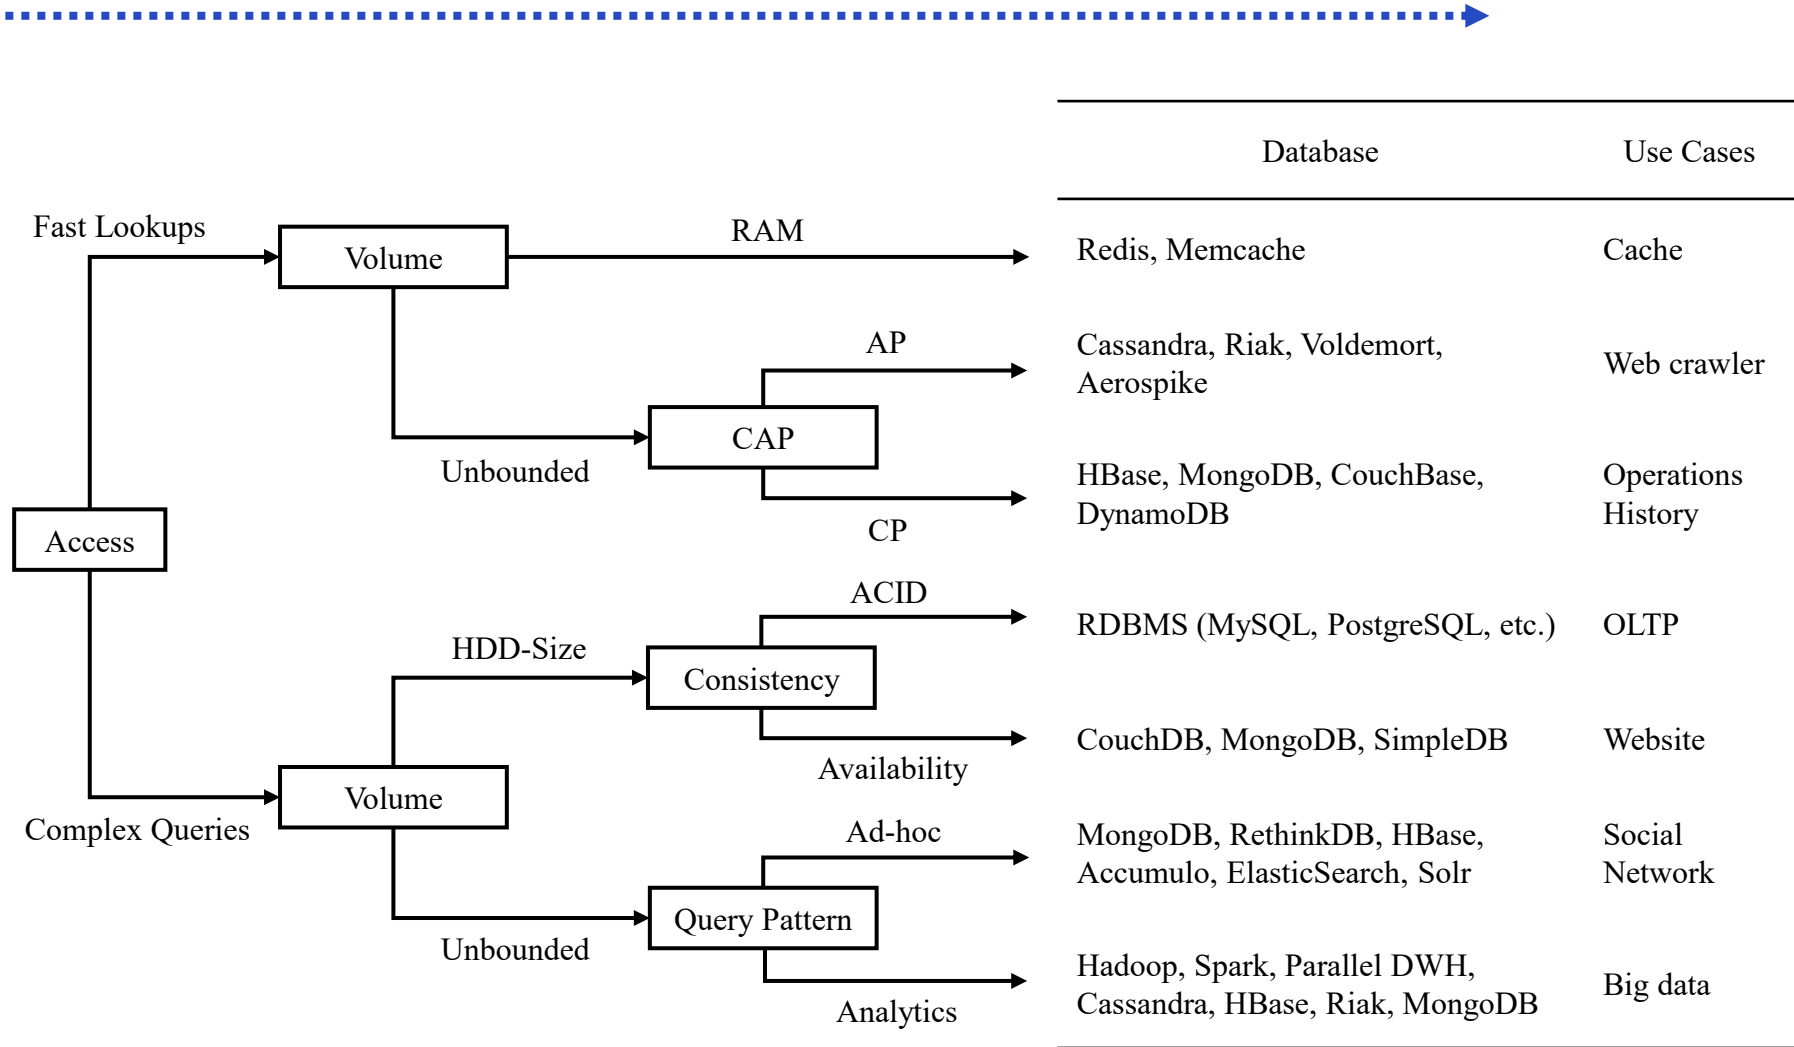 Database
Use Cases
Fast Lookups
Volume
RAM
Redis, Memcache
Cache
AP
Cassandra, Riak, Voldemort,
Aerospike
Web crawler
CAP
Unbounded
HBase, MongoDB, CouchBase,
DynamoDB
Operations
History
CP
Access
ACID
RDBMS (MySQL, PostgreSQL, etc.)
OLTP
HDD-Size
Consistency
CouchDB, MongoDB, SimpleDB
Website
Availability
Volume
Complex Queries
Ad-hoc
MongoDB, RethinkDB, HBase,
Accumulo, ElasticSearch, Solr
Social
Network
Query Pattern
Unbounded
Hadoop, Spark, Parallel DWH,
Cassandra, HBase, Riak, MongoDB
Big data
Analytics